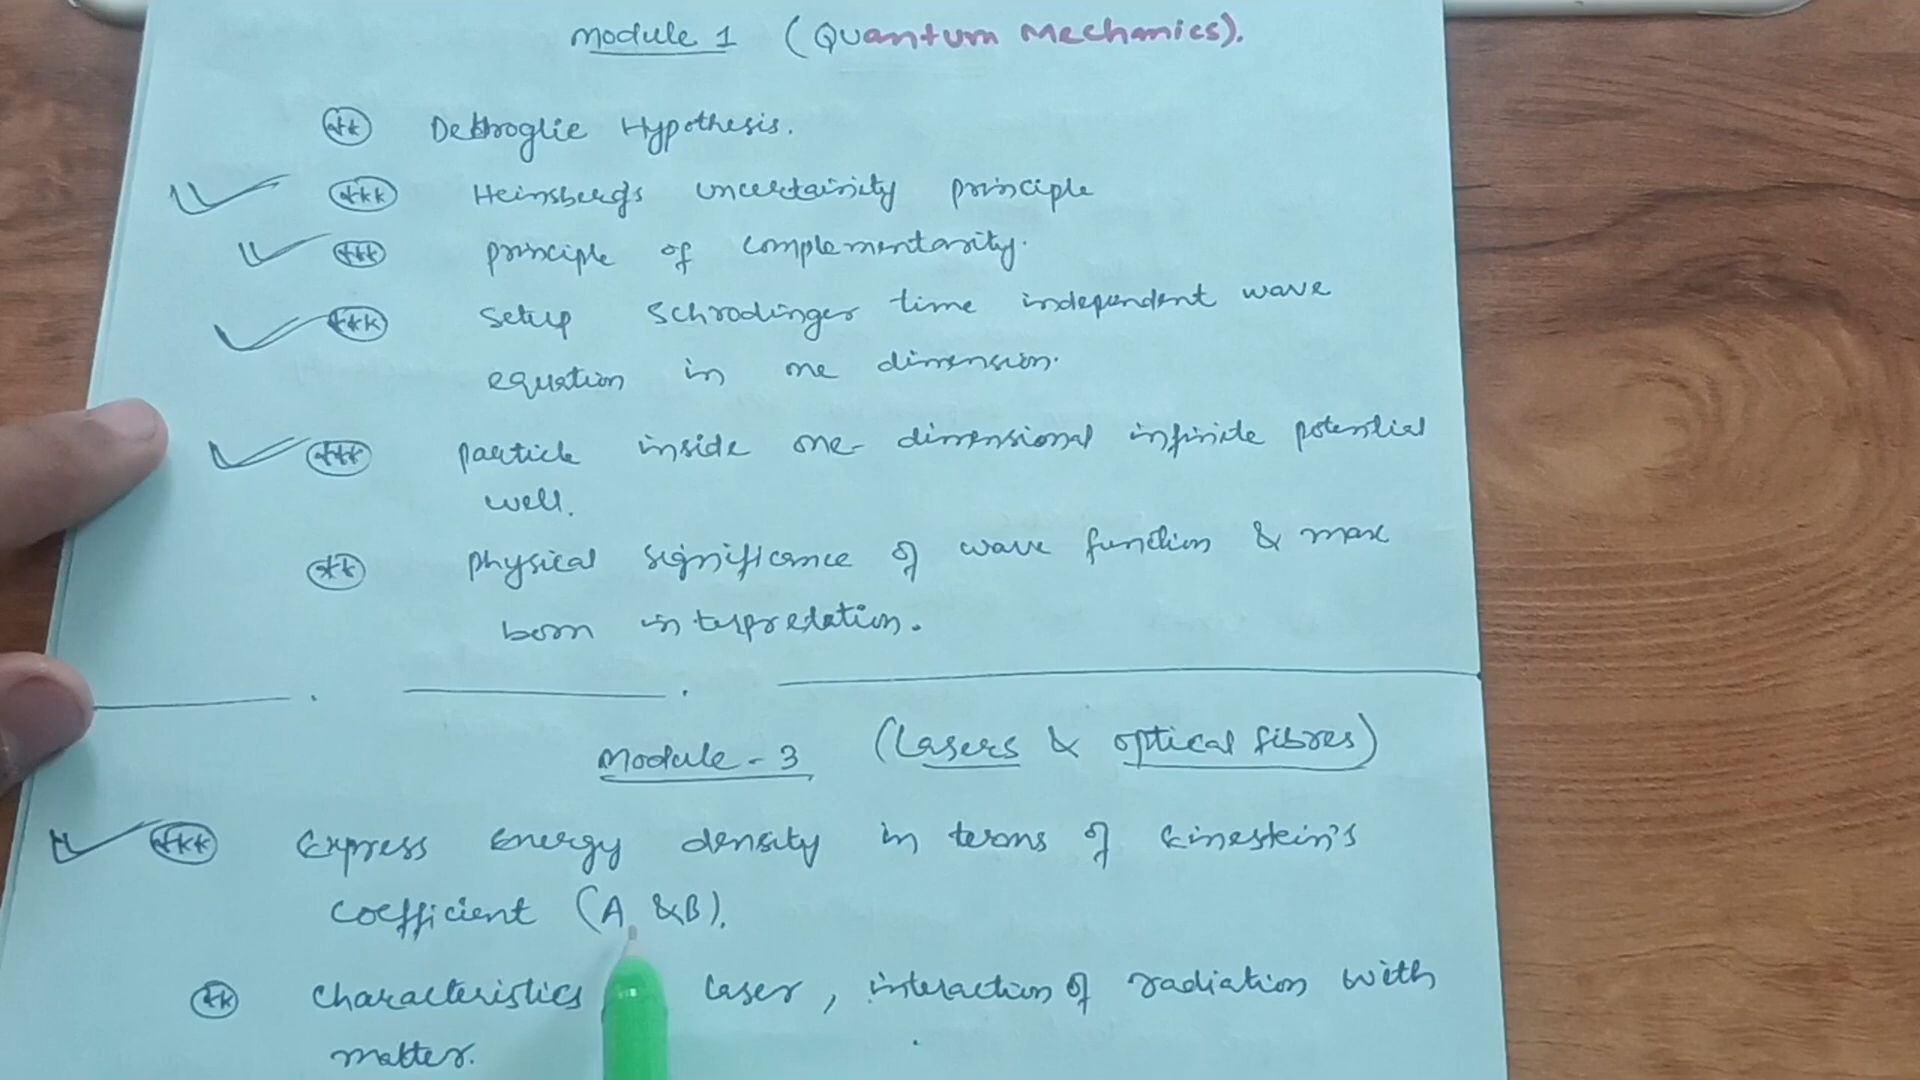 Module 1 (Quantum Mechanics).
** Debroglie Hypothesis.
*** Heinsberg's uncertainity principle
*** principle of complementarity.
*** Setup Schrodinger time independent wave
equation in one dimension.
*** particle inside one-dimensional infinite potential
well.
** physical significance of wave function & max
born interpretation.
Module-3 (Lasers & optical fibres)
*** Express Energy density in terms of Einestein's
coefficient (A &B).
** characteristics laser, interaction of radiation with
matter.